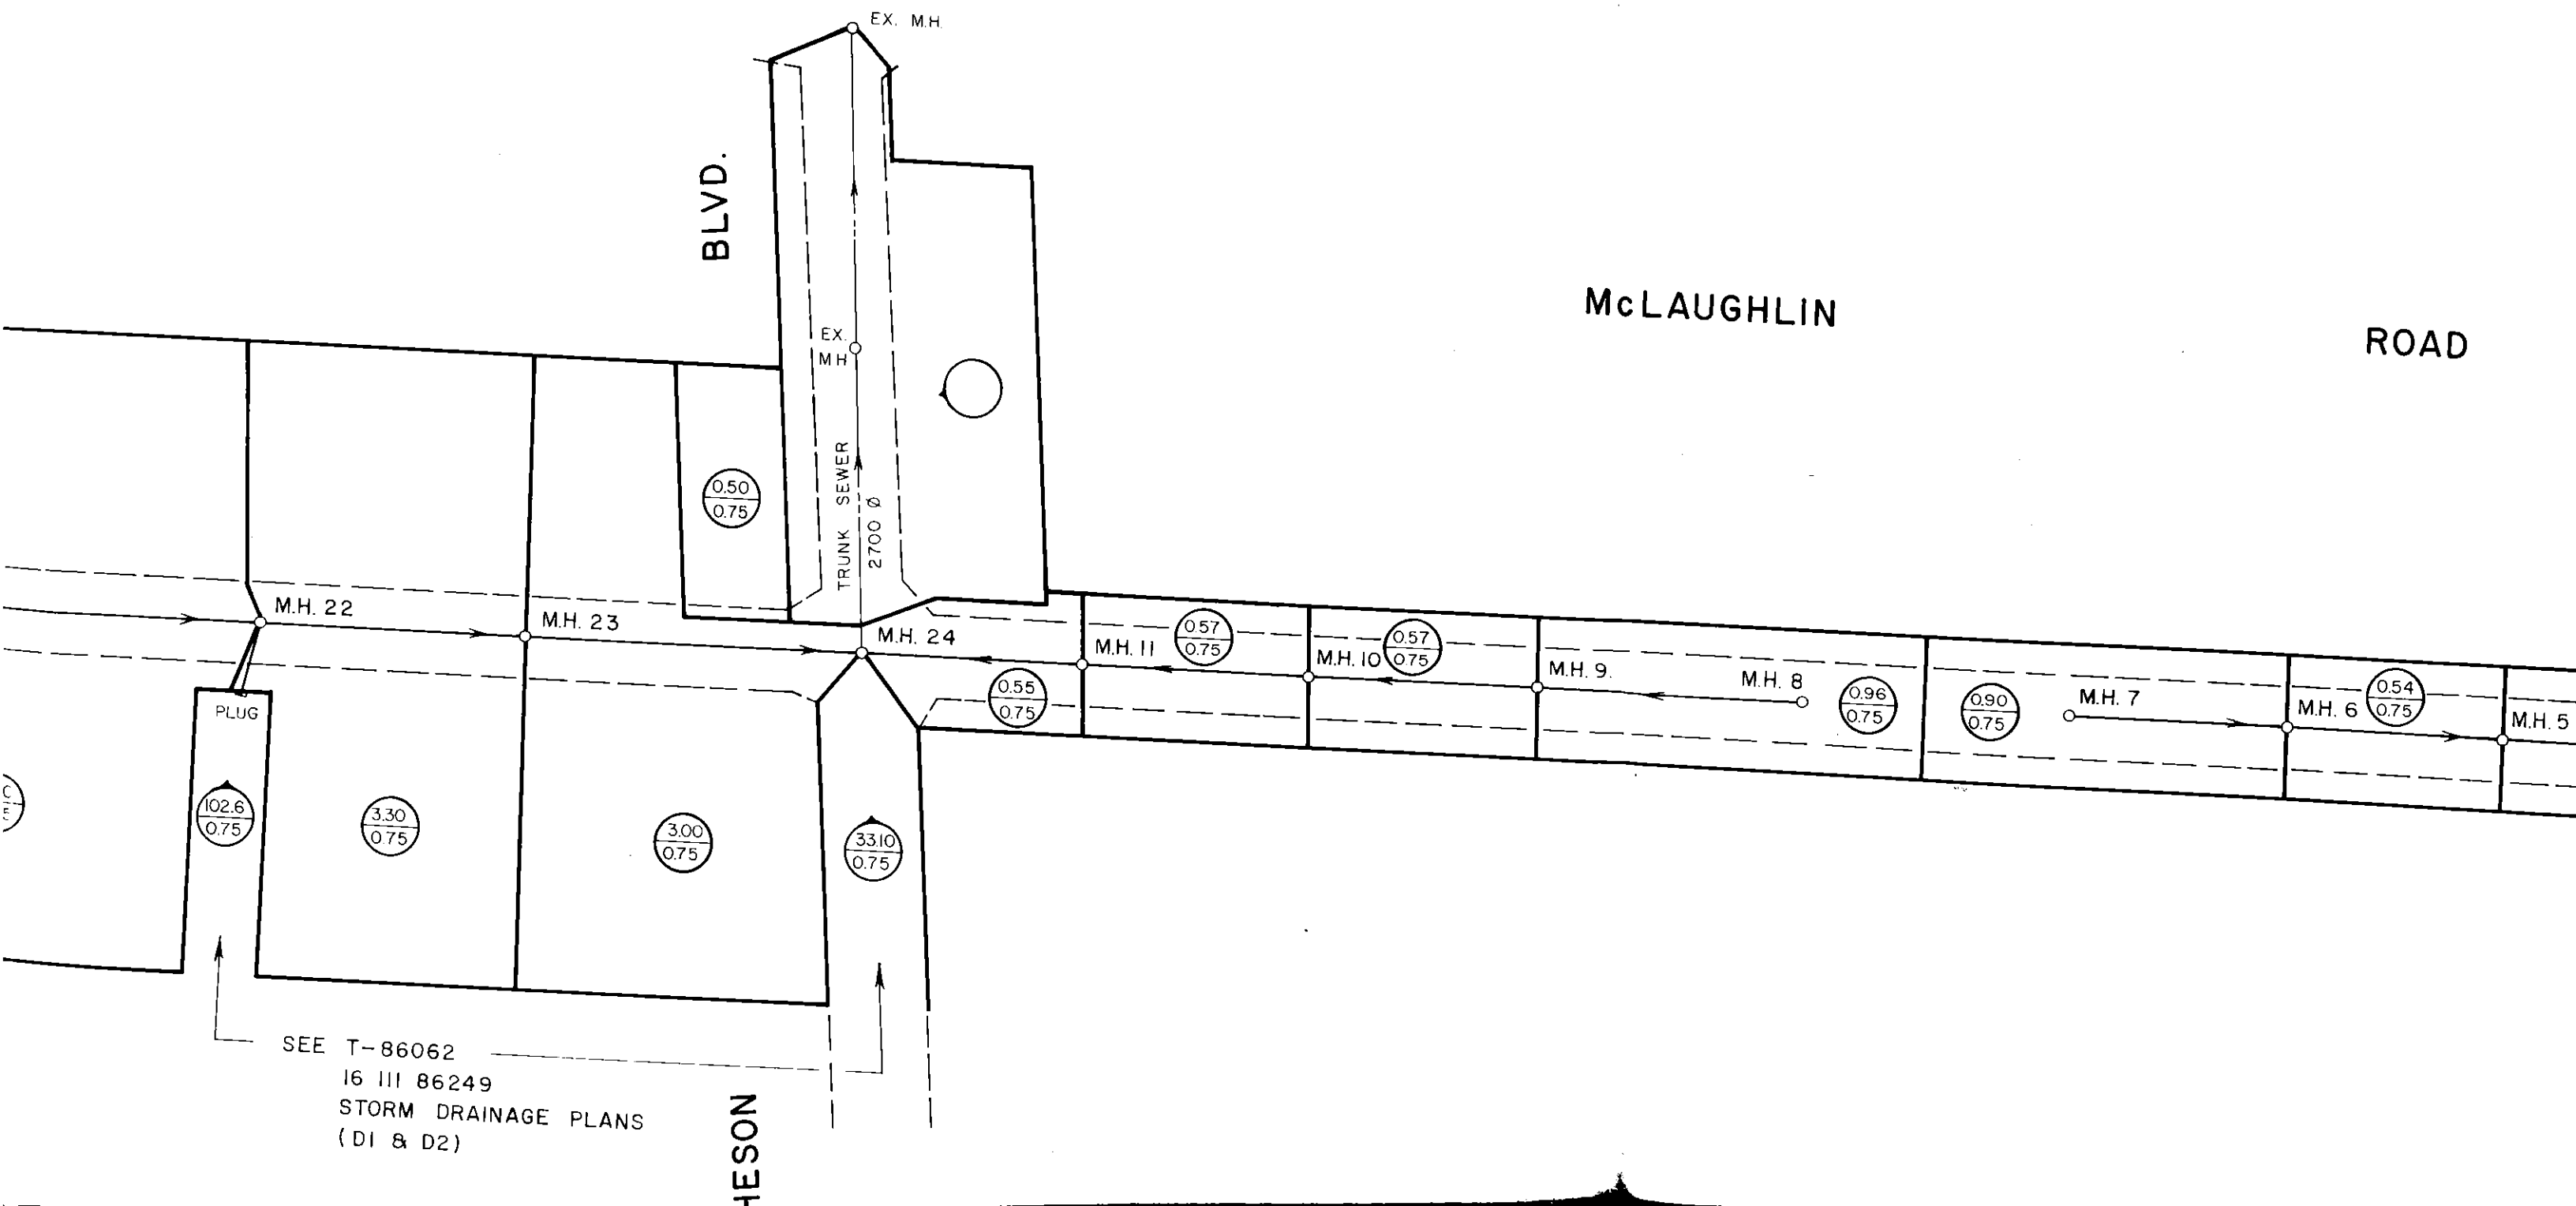 EX. M.H.
BLVD.
McLAUGHLIN
ROAD
EX.
MH
TRUNK SEWER
2700 Ø
0.50
0.75
M.H. 22
M.H. 23
M.H. 24
M.H. 11
0.57
0.75
M.H. 10
0.57
0.75
M.H. 9.
M.H. 8
0.96
0.75
0.90
0.75
M.H. 7
M.H. 6
0.54
0.75
M.H. 5
0.55
0.75
PLUG
102.6
0.75
3.30
0.75
3.00
0.75
33.10
0.75
SEE T-86062
16 III 86249
STORM DRAINAGE PLANS
(D1 & D2)
HESON